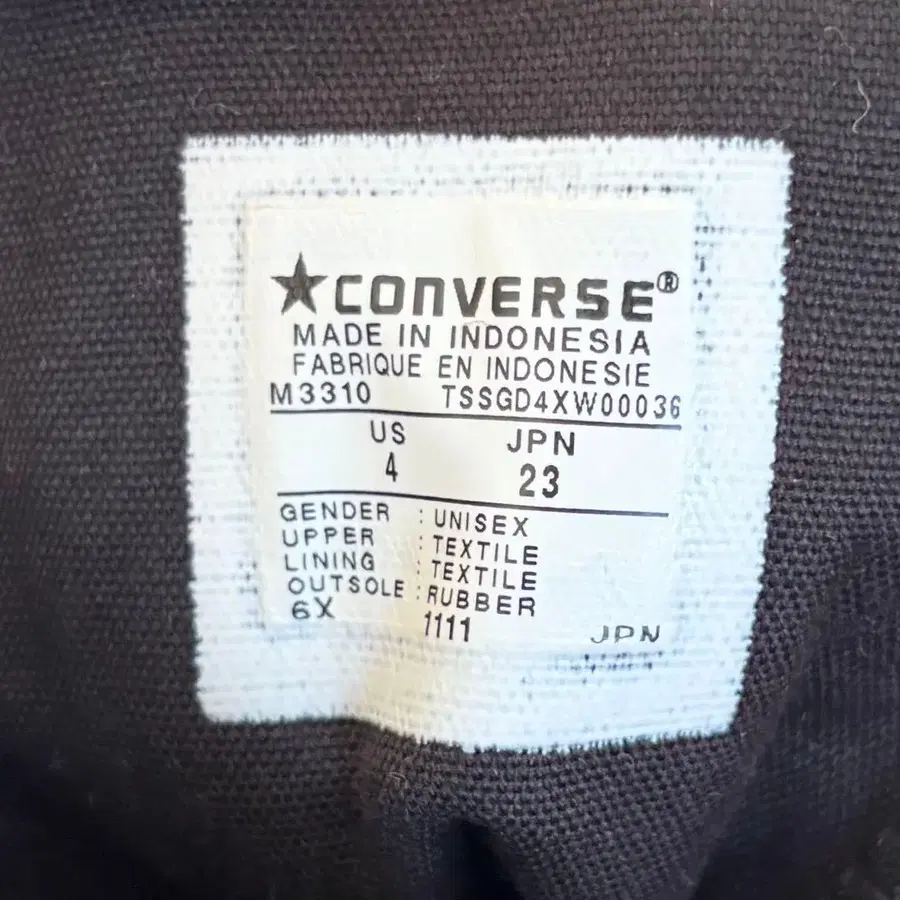 ★CONVERSE®
MADE IN INDONESIA
FABRIQUE EN INDONESIE
M3310 TSSGD4XW00036
US JPN
4 23
GENDER : UNISEX
UPPER : TEXTILE
LINING : TEXTILE
OUTSOLE : RUBBER
6X 1111 JPN